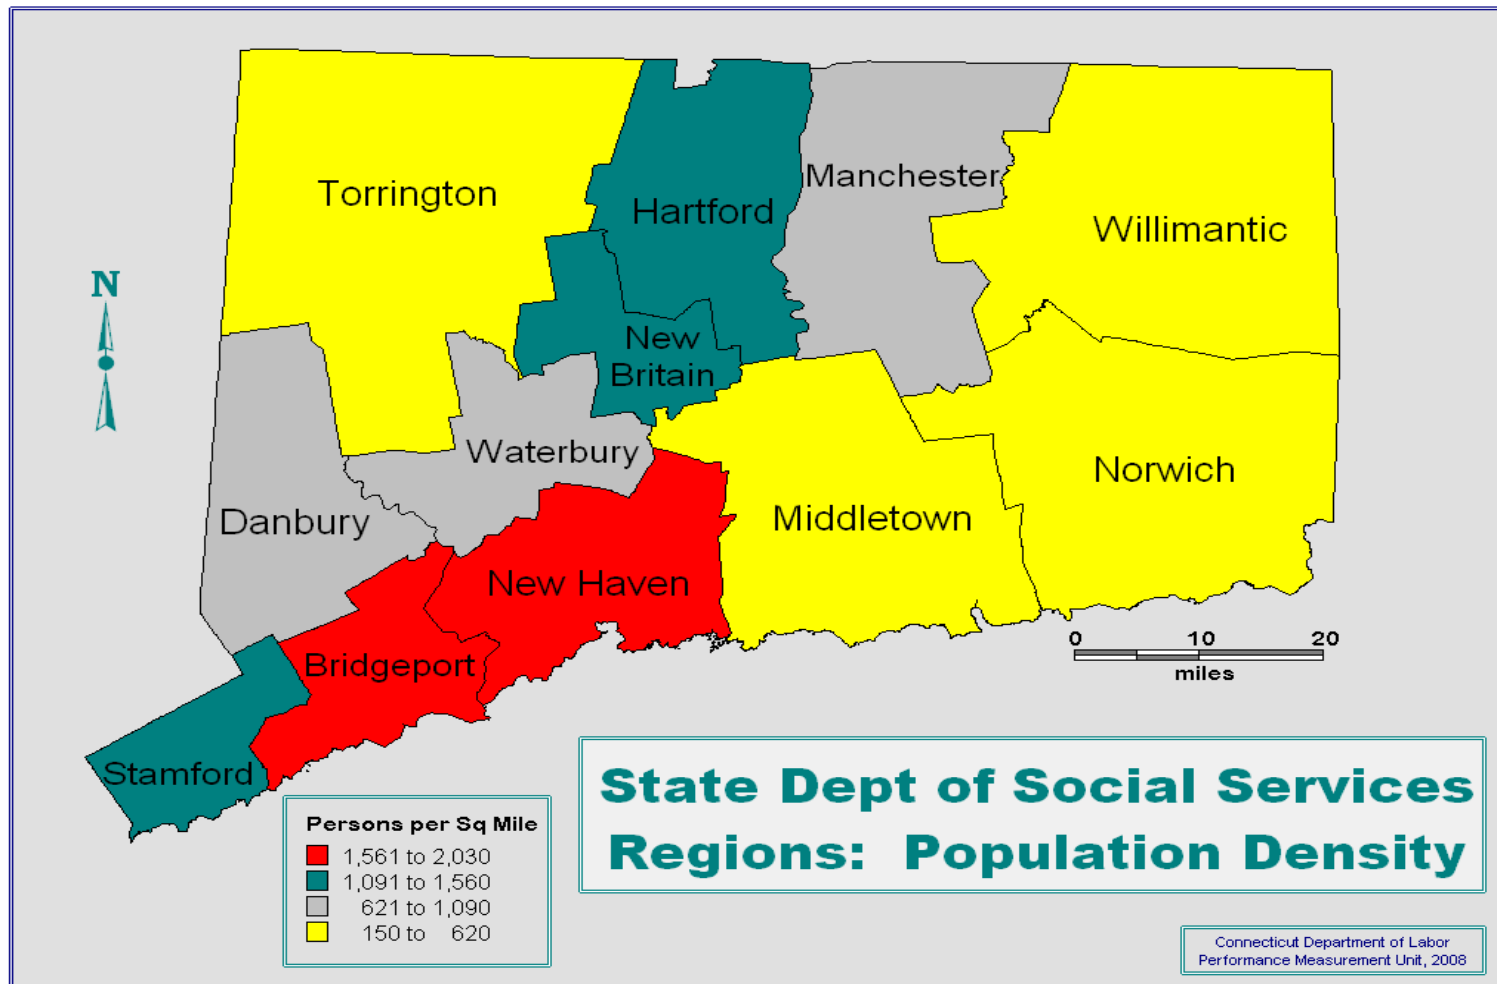 Torrington
Hartford
Manchester
Willimantic
N
New
Britain
Waterbury
Norwich
Danbury
Middletown
New Haven
Bridgeport
Stamford
0 10 20
miles
State Dept of Social Services
Regions: Population Density
Persons per Sq Mile
1,561 to 2,030
1,091 to 1,560
621 to 1,090
150 to 620
Connecticut Department of Labor
Performance Measurement Unit, 2008